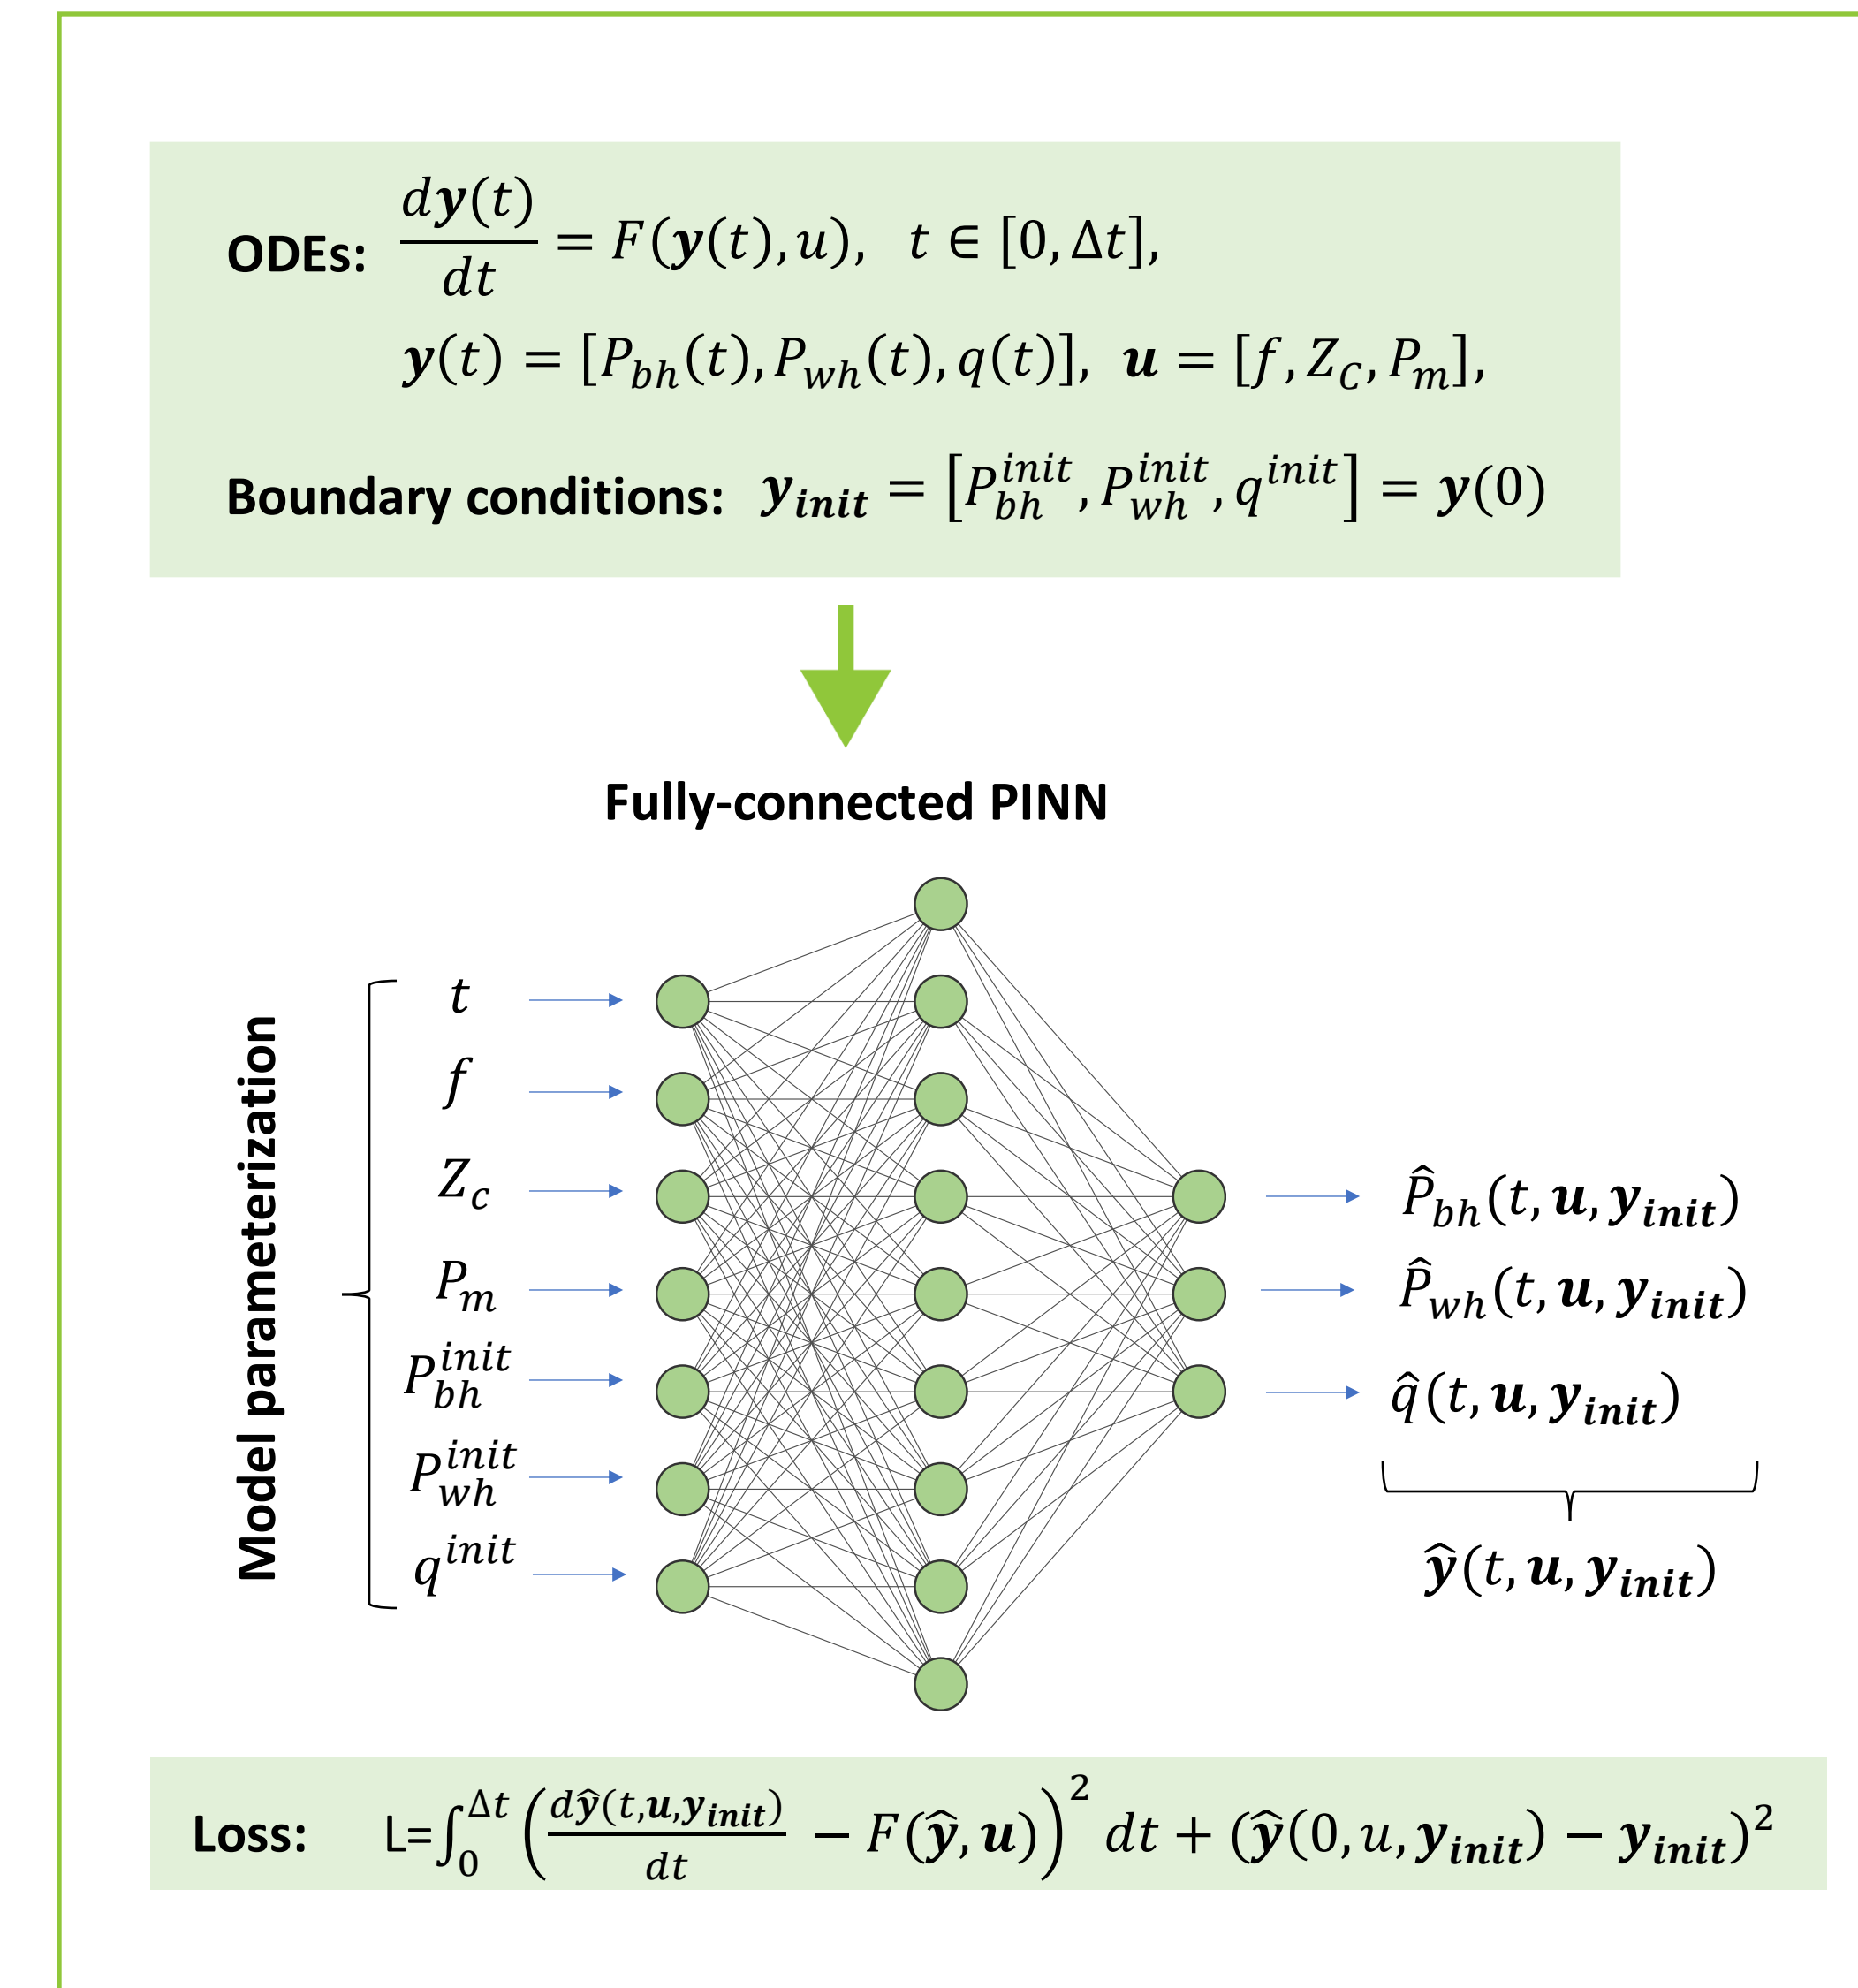 ODEs: d𝒚(t)/dt = F(𝒚(t), u), t ∈ [0, Δt],
𝒚(t) = [P_bh(t), P_wh(t), q(t)], 𝒖 = [f, Z_C, P_m],
Boundary conditions: 𝒚_init = [P_bh^init, P_wh^init, q^init] = 𝒚(0)
Fully-connected PINN
Model parameterization
t
f
Z_c
P_m
P_bh^init
P_wh^init
q^init
P̂_bh(t, 𝒖, 𝒚_init)
P̂_wh(t, 𝒖, 𝒚_init)
q̂(t, 𝒖, 𝒚_init)
𝒚̂(t, 𝒖, 𝒚_init)
Loss: L=∫_0^Δt (d𝒚̂(t,𝒖,𝒚_init)/dt − F(𝒚̂, 𝒖))^2 dt + (𝒚̂(0, u, 𝒚_init) − 𝒚_init)^2